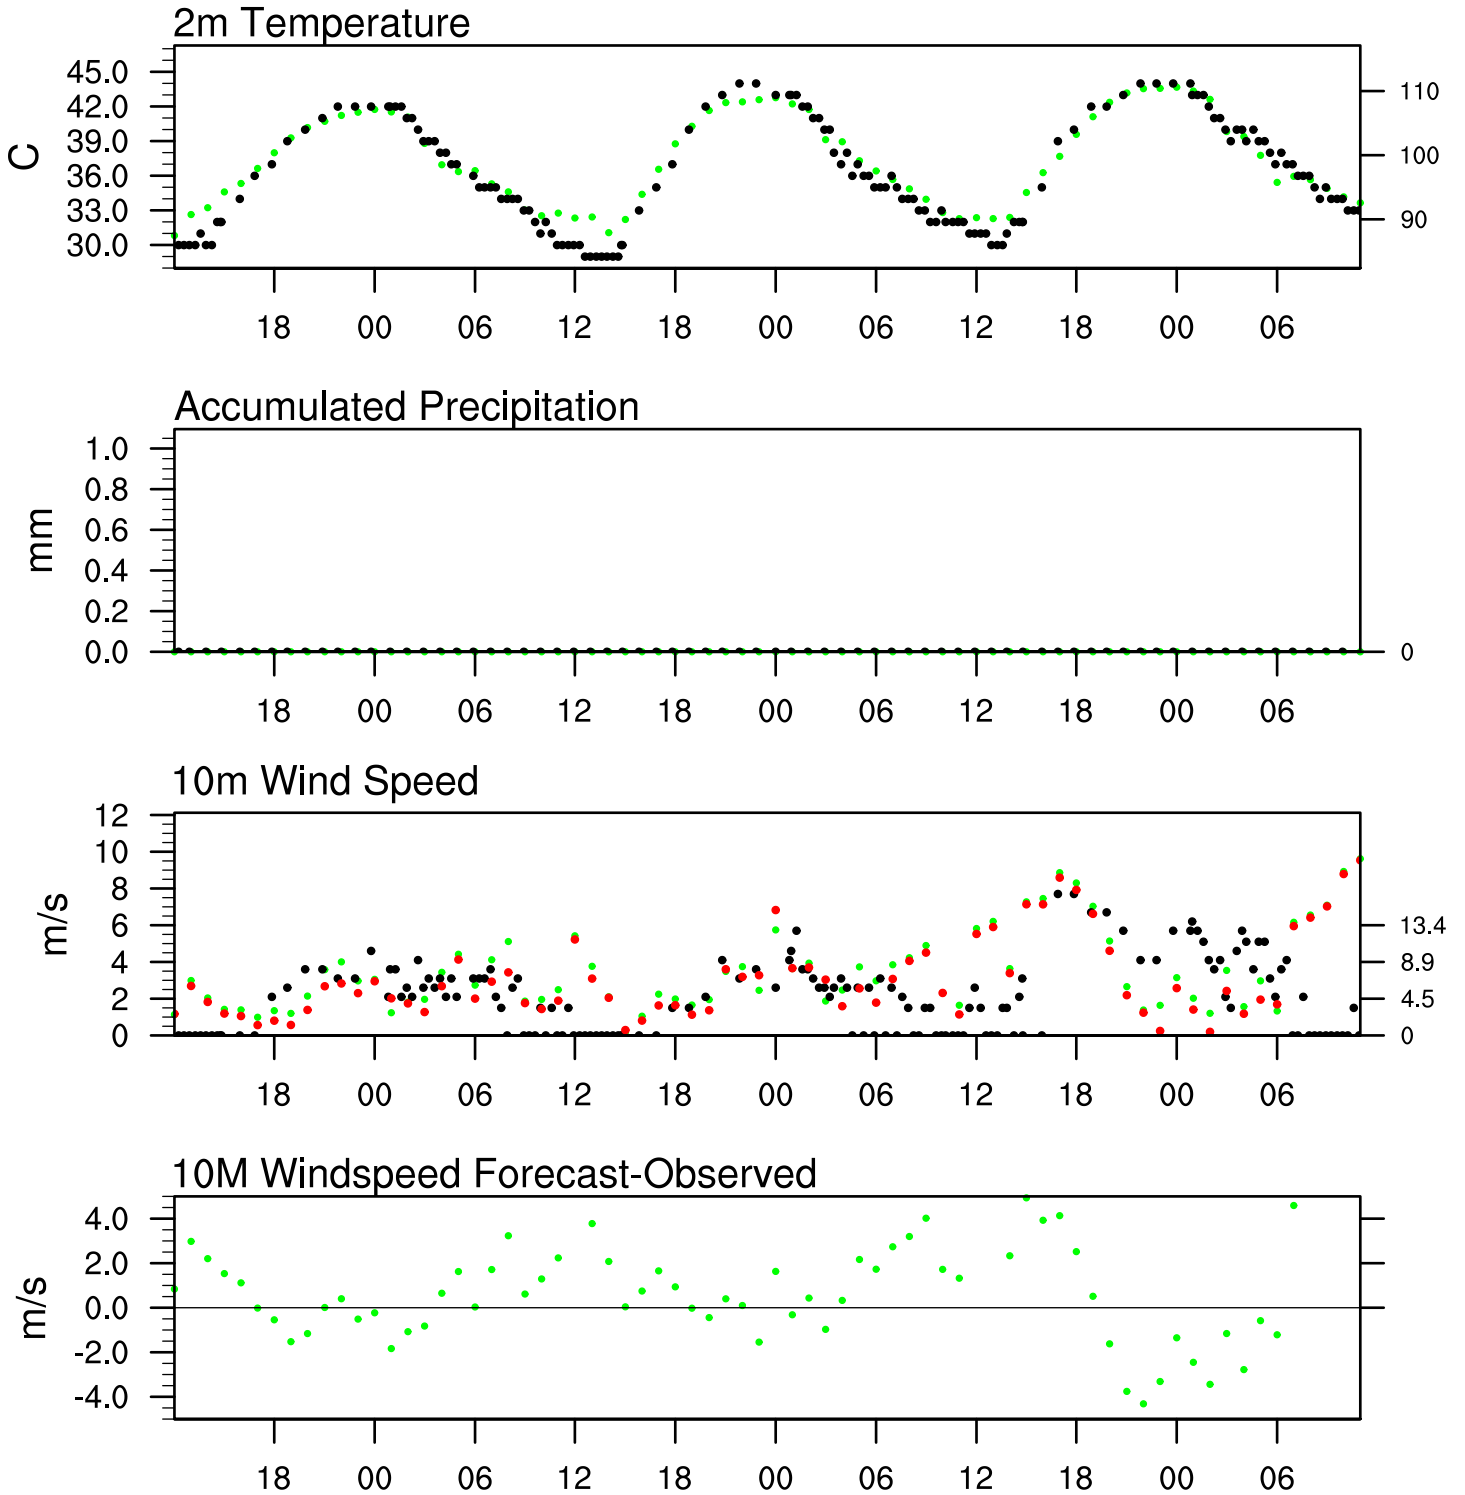 2m Temperature
45.0
42.0
39.0
36.0
33.0
30.0
C
110
100
90
18 00 06 12 18 00 06 12 18 00 06
Accumulated Precipitation
1.0
0.8
0.6
0.4
0.2
0.0
mm
0
18 00 06 12 18 00 06 12 18 00 06
10m Wind Speed
12
10
8
6
4
2
0
m/s
13.4
8.9
4.5
0
18 00 06 12 18 00 06 12 18 00 06
10M Windspeed Forecast-Observed
4.0
2.0
0.0
-2.0
-4.0
m/s
18 00 06 12 18 00 06 12 18 00 06